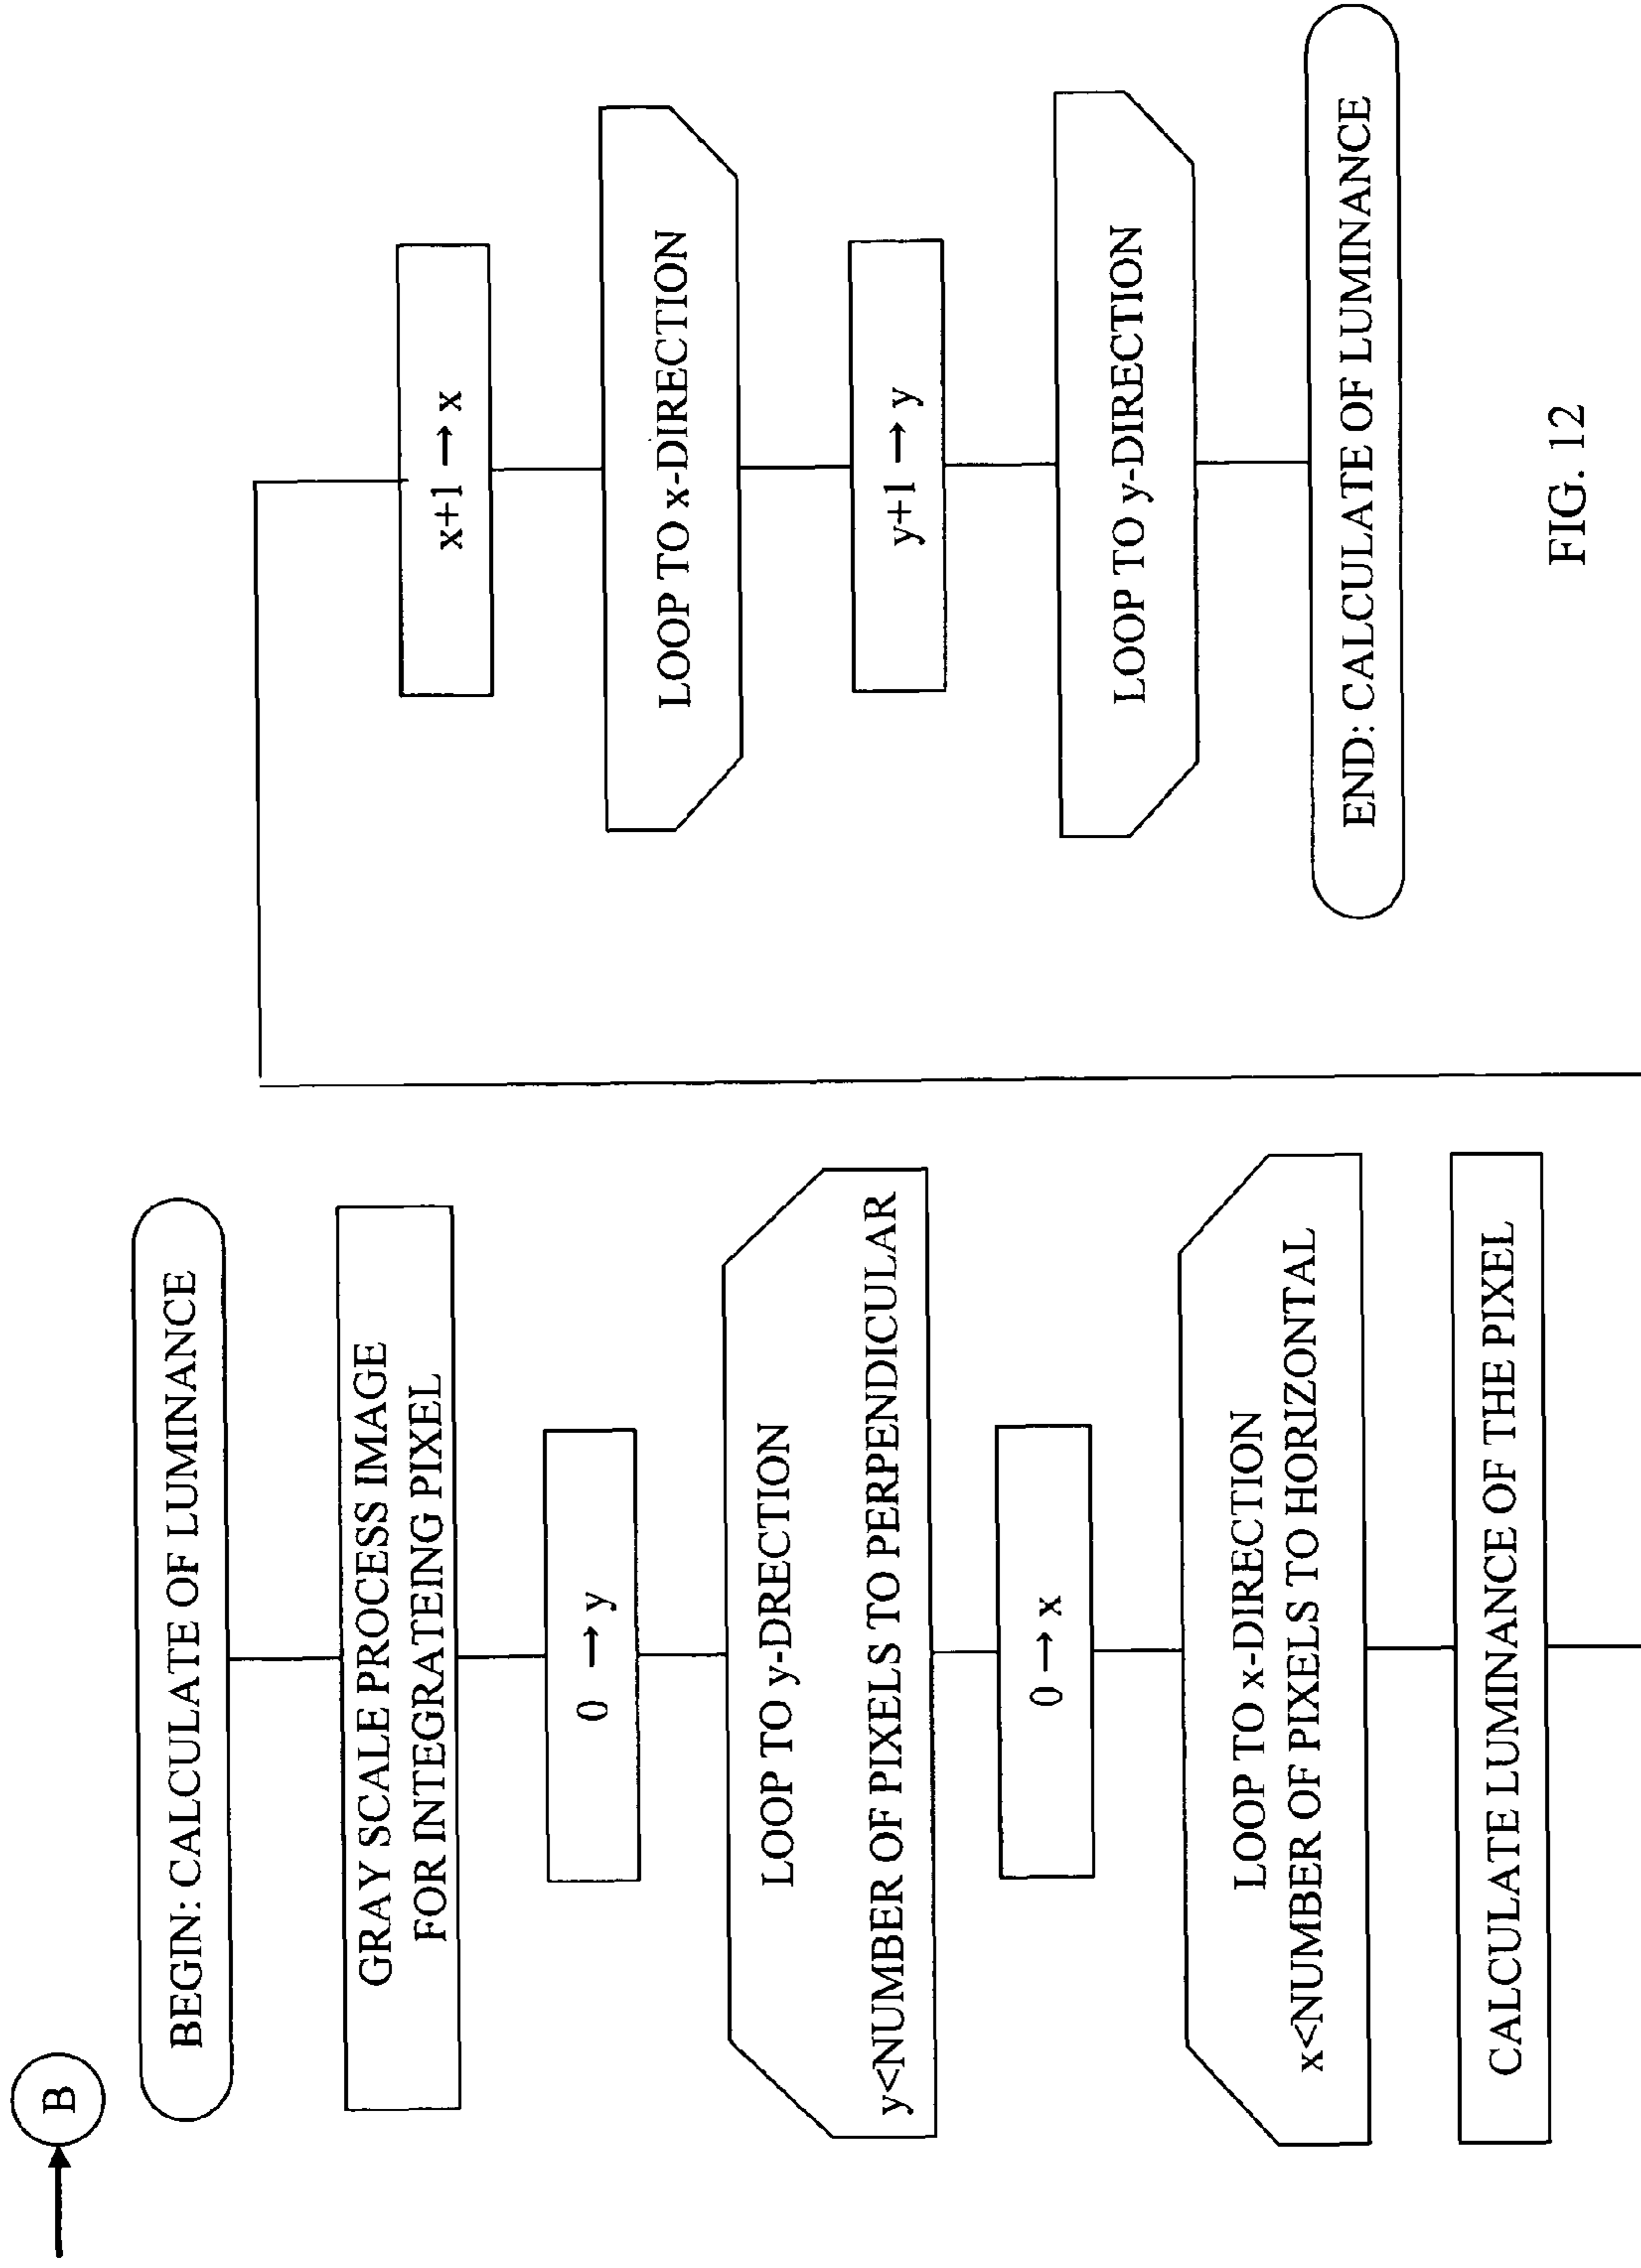 B
BEGIN: CALCULATE OF LUMINANCE
GRAY SCALE PROCESS IMAGE
FOR INTEGRATEING PIXEL
0 → y
LOOP TO y-DRECTION
y<NUMBER OF PIXELS TO PERPENDICULAR
0 → x
LOOP TO x-DIRECTION
x<NUMBER OF PIXELS TO HORIZONTAL
CALCULATE LUMINANCE OF THE PIXEL
x+1 → x
LOOP TO x-DIRECTION
y+1 → y
LOOP TO y-DIRECTION
END: CALCULATE OF LUMINANCE
FIG. 12